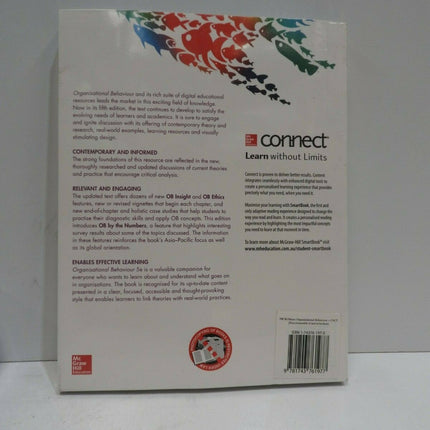 Organisational Behaviour and its rich suite of digital educational
resources leads the market in this exciting field of knowledge.
Now in its fifth edition, the text continues to develop to satisfy the
evolving needs of learners and academics. It is sure to engage
and ignite discussion with its offering of contemporary theory and
research, real-world examples, learning resources and visually
stimulating design.
CONTEMPORARY AND INFORMED
The strong foundations of this resource are reflected in the new,
thoroughly researched and updated discussions of current theories
and practice that encourage critical analysis.
RELEVANT AND ENGAGING
The updated text offers dozens of new OB Insight and OB Ethics
features, new or revised vignettes that begin each chapter, and
new end-of-chapter and holistic case studies that help students to
practise their diagnostic skills and apply OB concepts. This edition
introduces OB by the Numbers, a feature that highlights interesting
survey results about some of the topics discussed. The information
in these features reinforces the book's Asia-Pacific focus as well
as its global orientation.
ENABLES EFFECTIVE LEARNING
Organisational Behaviour 5e is a valuable companion for
everyone who wants to learn about and understand what goes on
in organisations. The book is recognised for its up-to-date content
presented in a clear, focused, accessible and thought-provoking
style that enables learners to link theories with real-world practices.
Mc
Graw
Hill
Education
connect
Learn without Limits
Connect is proven to deliver better results. Content
integrates seamlessly with enhanced digital tools to
create a personalised learning experience that provides
precisely what you need, when you need it.
Maximise your learning with SmartBook, the first and
only adaptive reading experience designed to change the
way you read and learn. It creates a personalised reading
experience by highlighting the most impactful concepts
you need to learn at that moment in time.
To learn more about McGraw-Hill SmartBook visit
www.mheducation.com.au/student-smartbook
9 781743 761977